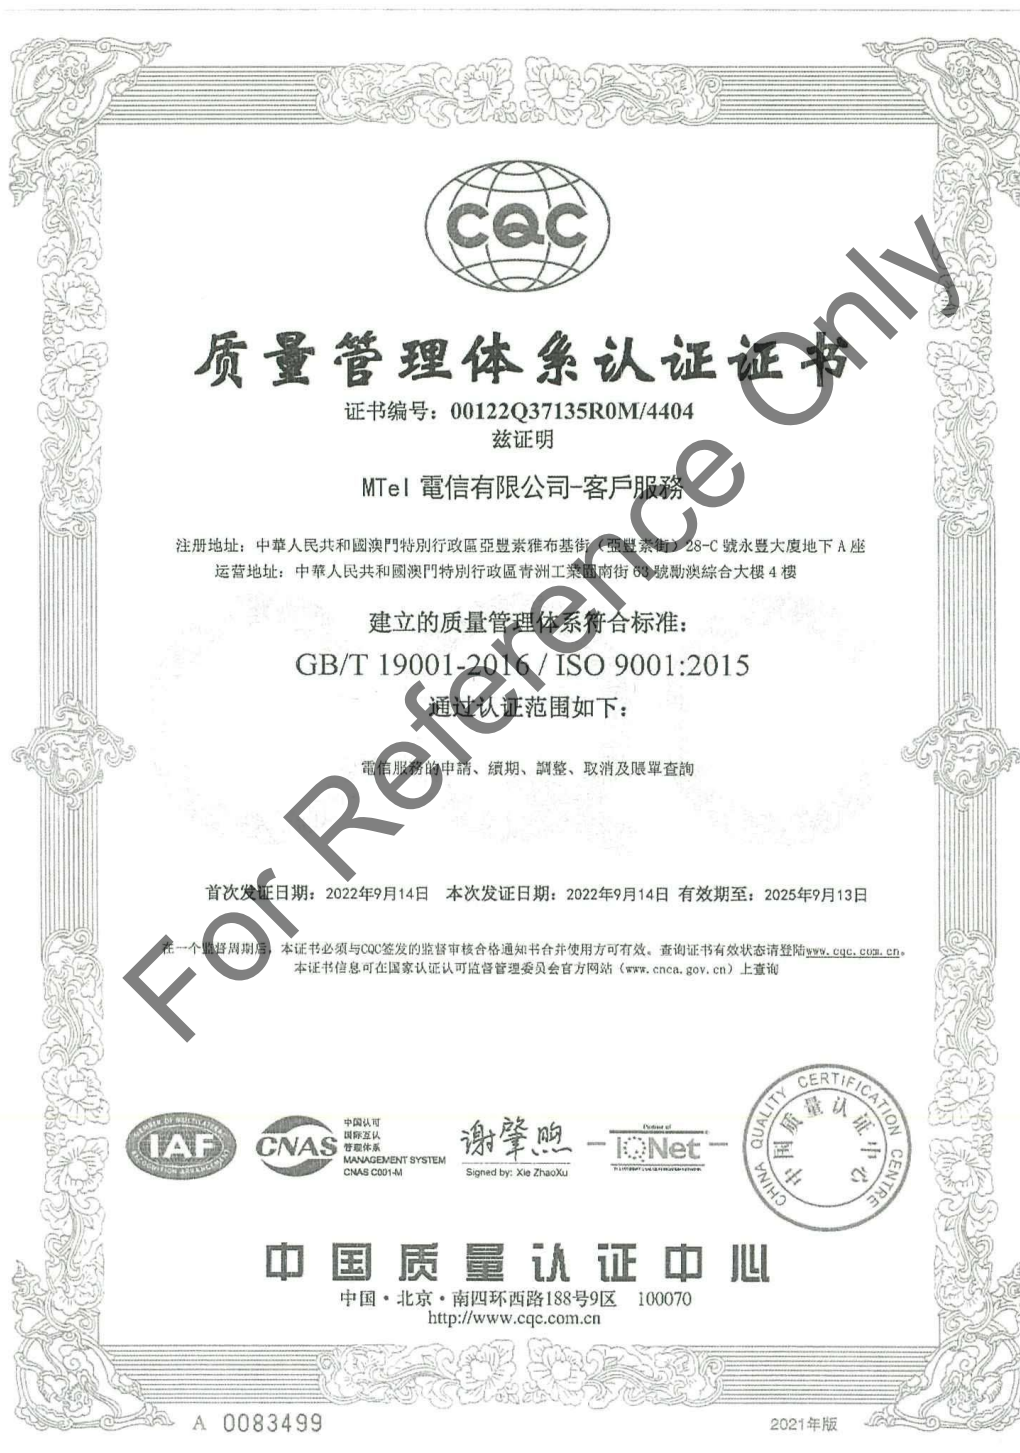 CQC
质量管理体系认证证书
证书编号：00122Q37135R0M/4404
兹证明
MTel 電信有限公司-客戶服務
注册地址：中華人民共和國澳門特別行政區亞豐素雅布基街（亞豐素街）28-C 號永豐大廈地下 A 座
运营地址：中華人民共和國澳門特別行政區青洲工業園南街 63 號勵澳綜合大樓 4 樓
建立的质量管理体系符合标准：
GB/T 19001-2016 / ISO 9001:2015
通过认证范围如下：
電信服務的申請、續期、調整、取消及賬單查詢
首次发证日期：2022年9月14日 本次发证日期：2022年9月14日 有效期至：2025年9月13日
在一个监督周期后，本证书必须与CQC签发的监督审核合格通知书合并使用方可有效。查询证书有效状态请登陆www.cqc.com.cn。
本证书信息可在国家认证认可监督管理委员会官方网站（www.cnca.gov.cn）上查询
For Reference Only
MEMBER OF MULTILATERAL
IAF
RECOGNITION ARRANGEMENT
CNAS
中国认可
国际互认
管理体系
MANAGEMENT SYSTEM
CNAS C001-M
谢肇煦
Signed by: Xie ZhaoXu
Partner of
IQNet
CHINA QUALITY CERTIFICATION CENTRE
中国质量认证中心
中国质量认证中心
中国·北京·南四环西路188号9区 100070
http://www.cqc.com.cn
A 0083499
2021年版